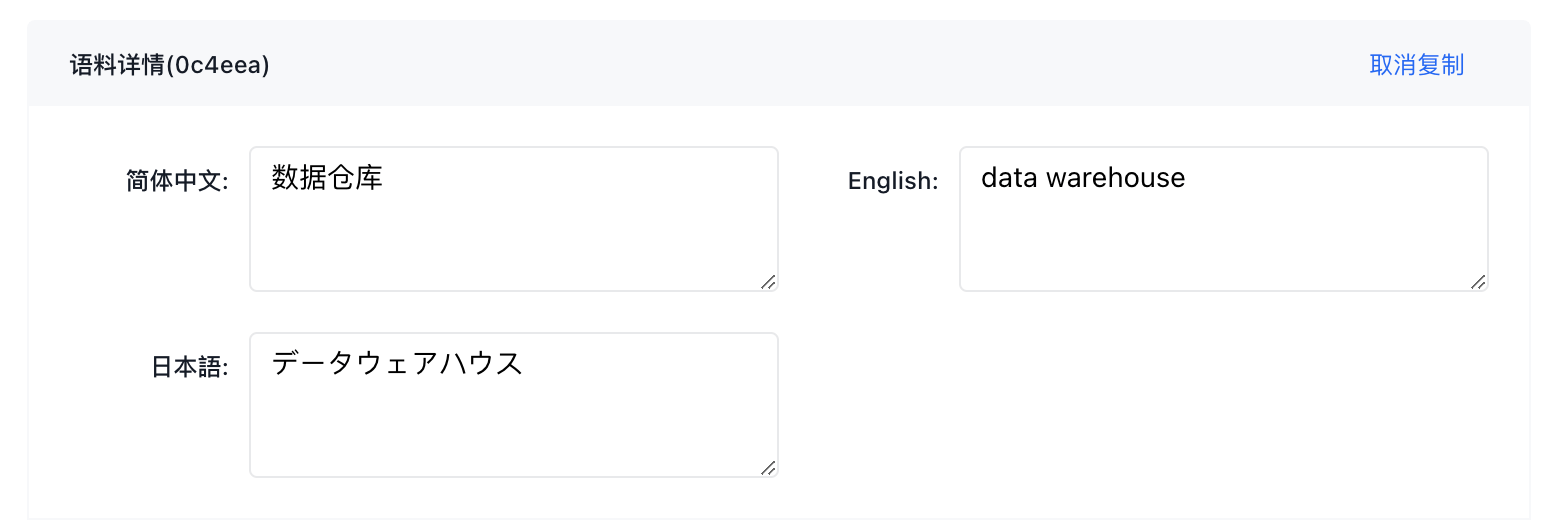 语料详情(0c4eea)
取消复制
简体中文:
数据仓库
English:
data warehouse
日本語:
データウェアハウス